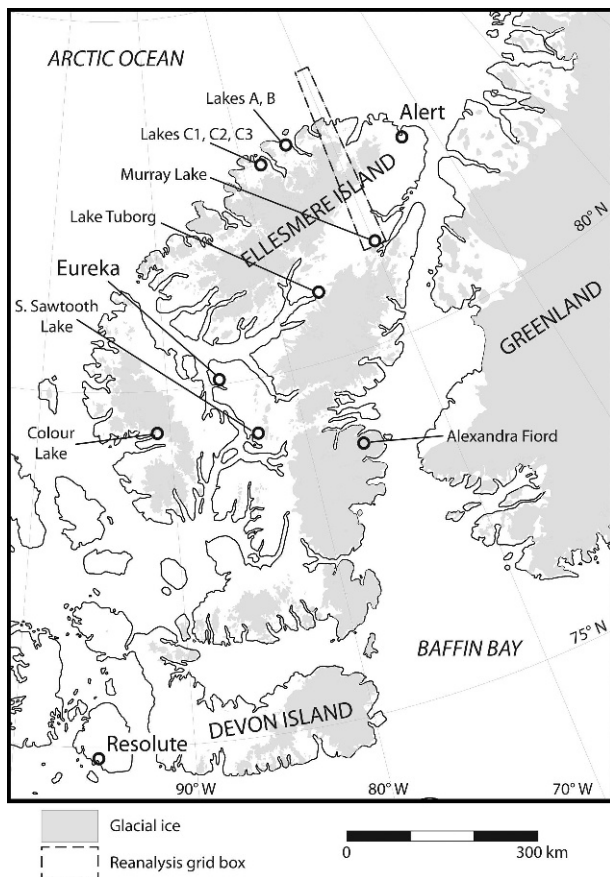 ARCTIC OCEAN
Lakes A, B
Alert
Lakes C1, C2, C3
Murray Lake
ELLESMERE ISLAND
80° N
Lake Tuborg
Eureka
GREENLAND
S. Sawtooth
Lake
Colour
Lake
Alexandra Fiord
75° N
BAFFIN BAY
DEVON ISLAND
Resolute
90° W
80° W
70° W
Glacial ice
Reanalysis grid box
0
300 km